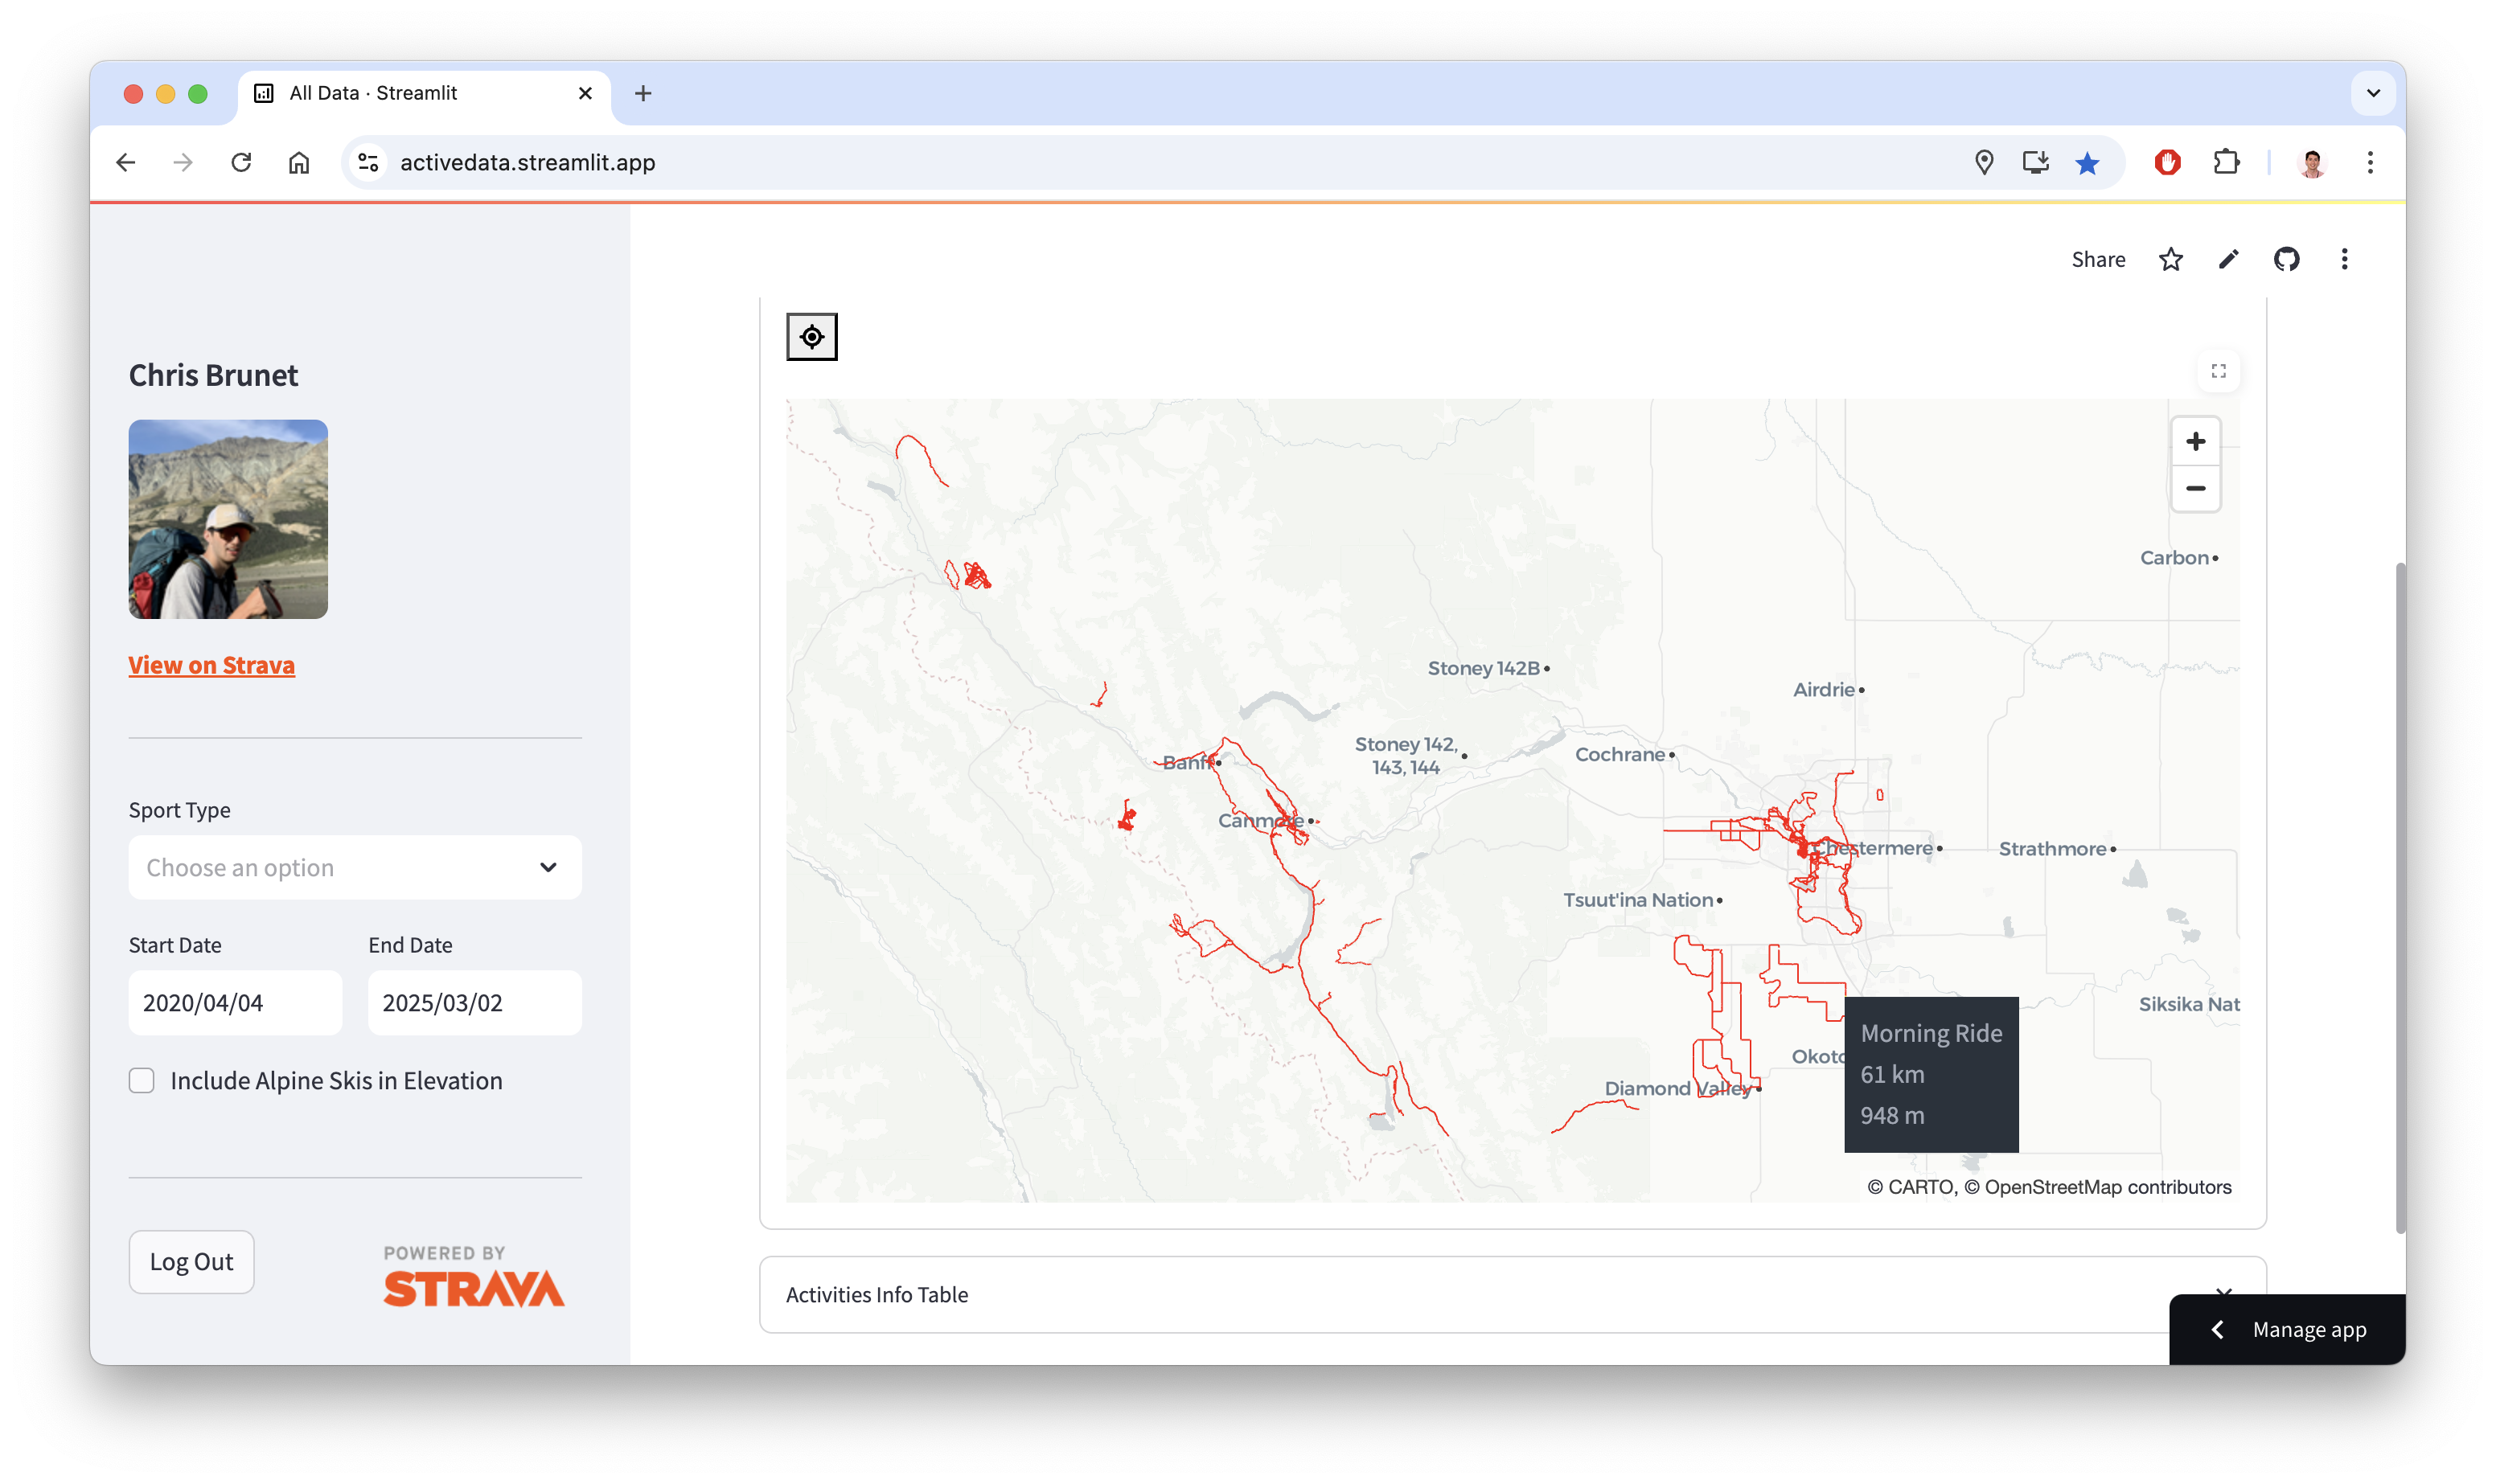 All Data · Streamlit
activedata.streamlit.app
Share
Chris Brunet
View on Strava
Sport Type
Choose an option
Start Date
End Date
2020/04/04
2025/03/02
Include Alpine Skis in Elevation
Log Out
POWERED BY
STRAVA
Carbon
Stoney 142B
Airdrie
Stoney 142,
143, 144
Cochrane
Banff
Canmore
Chestermere
Strathmore
Tsuut'ina Nation
Siksika Nat
Okoto
Diamond Valley
Morning Ride
61 km
948 m
© CARTO, © OpenStreetMap contributors
Activities Info Table
Manage app